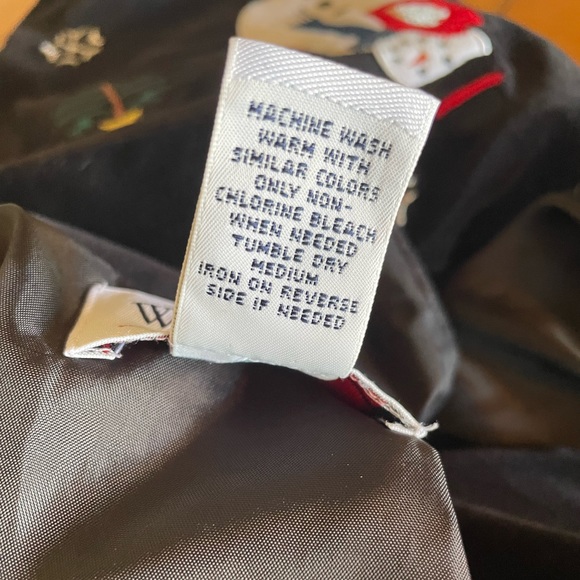 MACHINE WASH
WARM WITH
SIMILAR COLORS
ONLY NON-
CHLORINE BLEACH
WHEN NEEDED
TUMBLE DRY
MEDIUM
IRON ON REVERSE
SIDE IF NEEDED
W